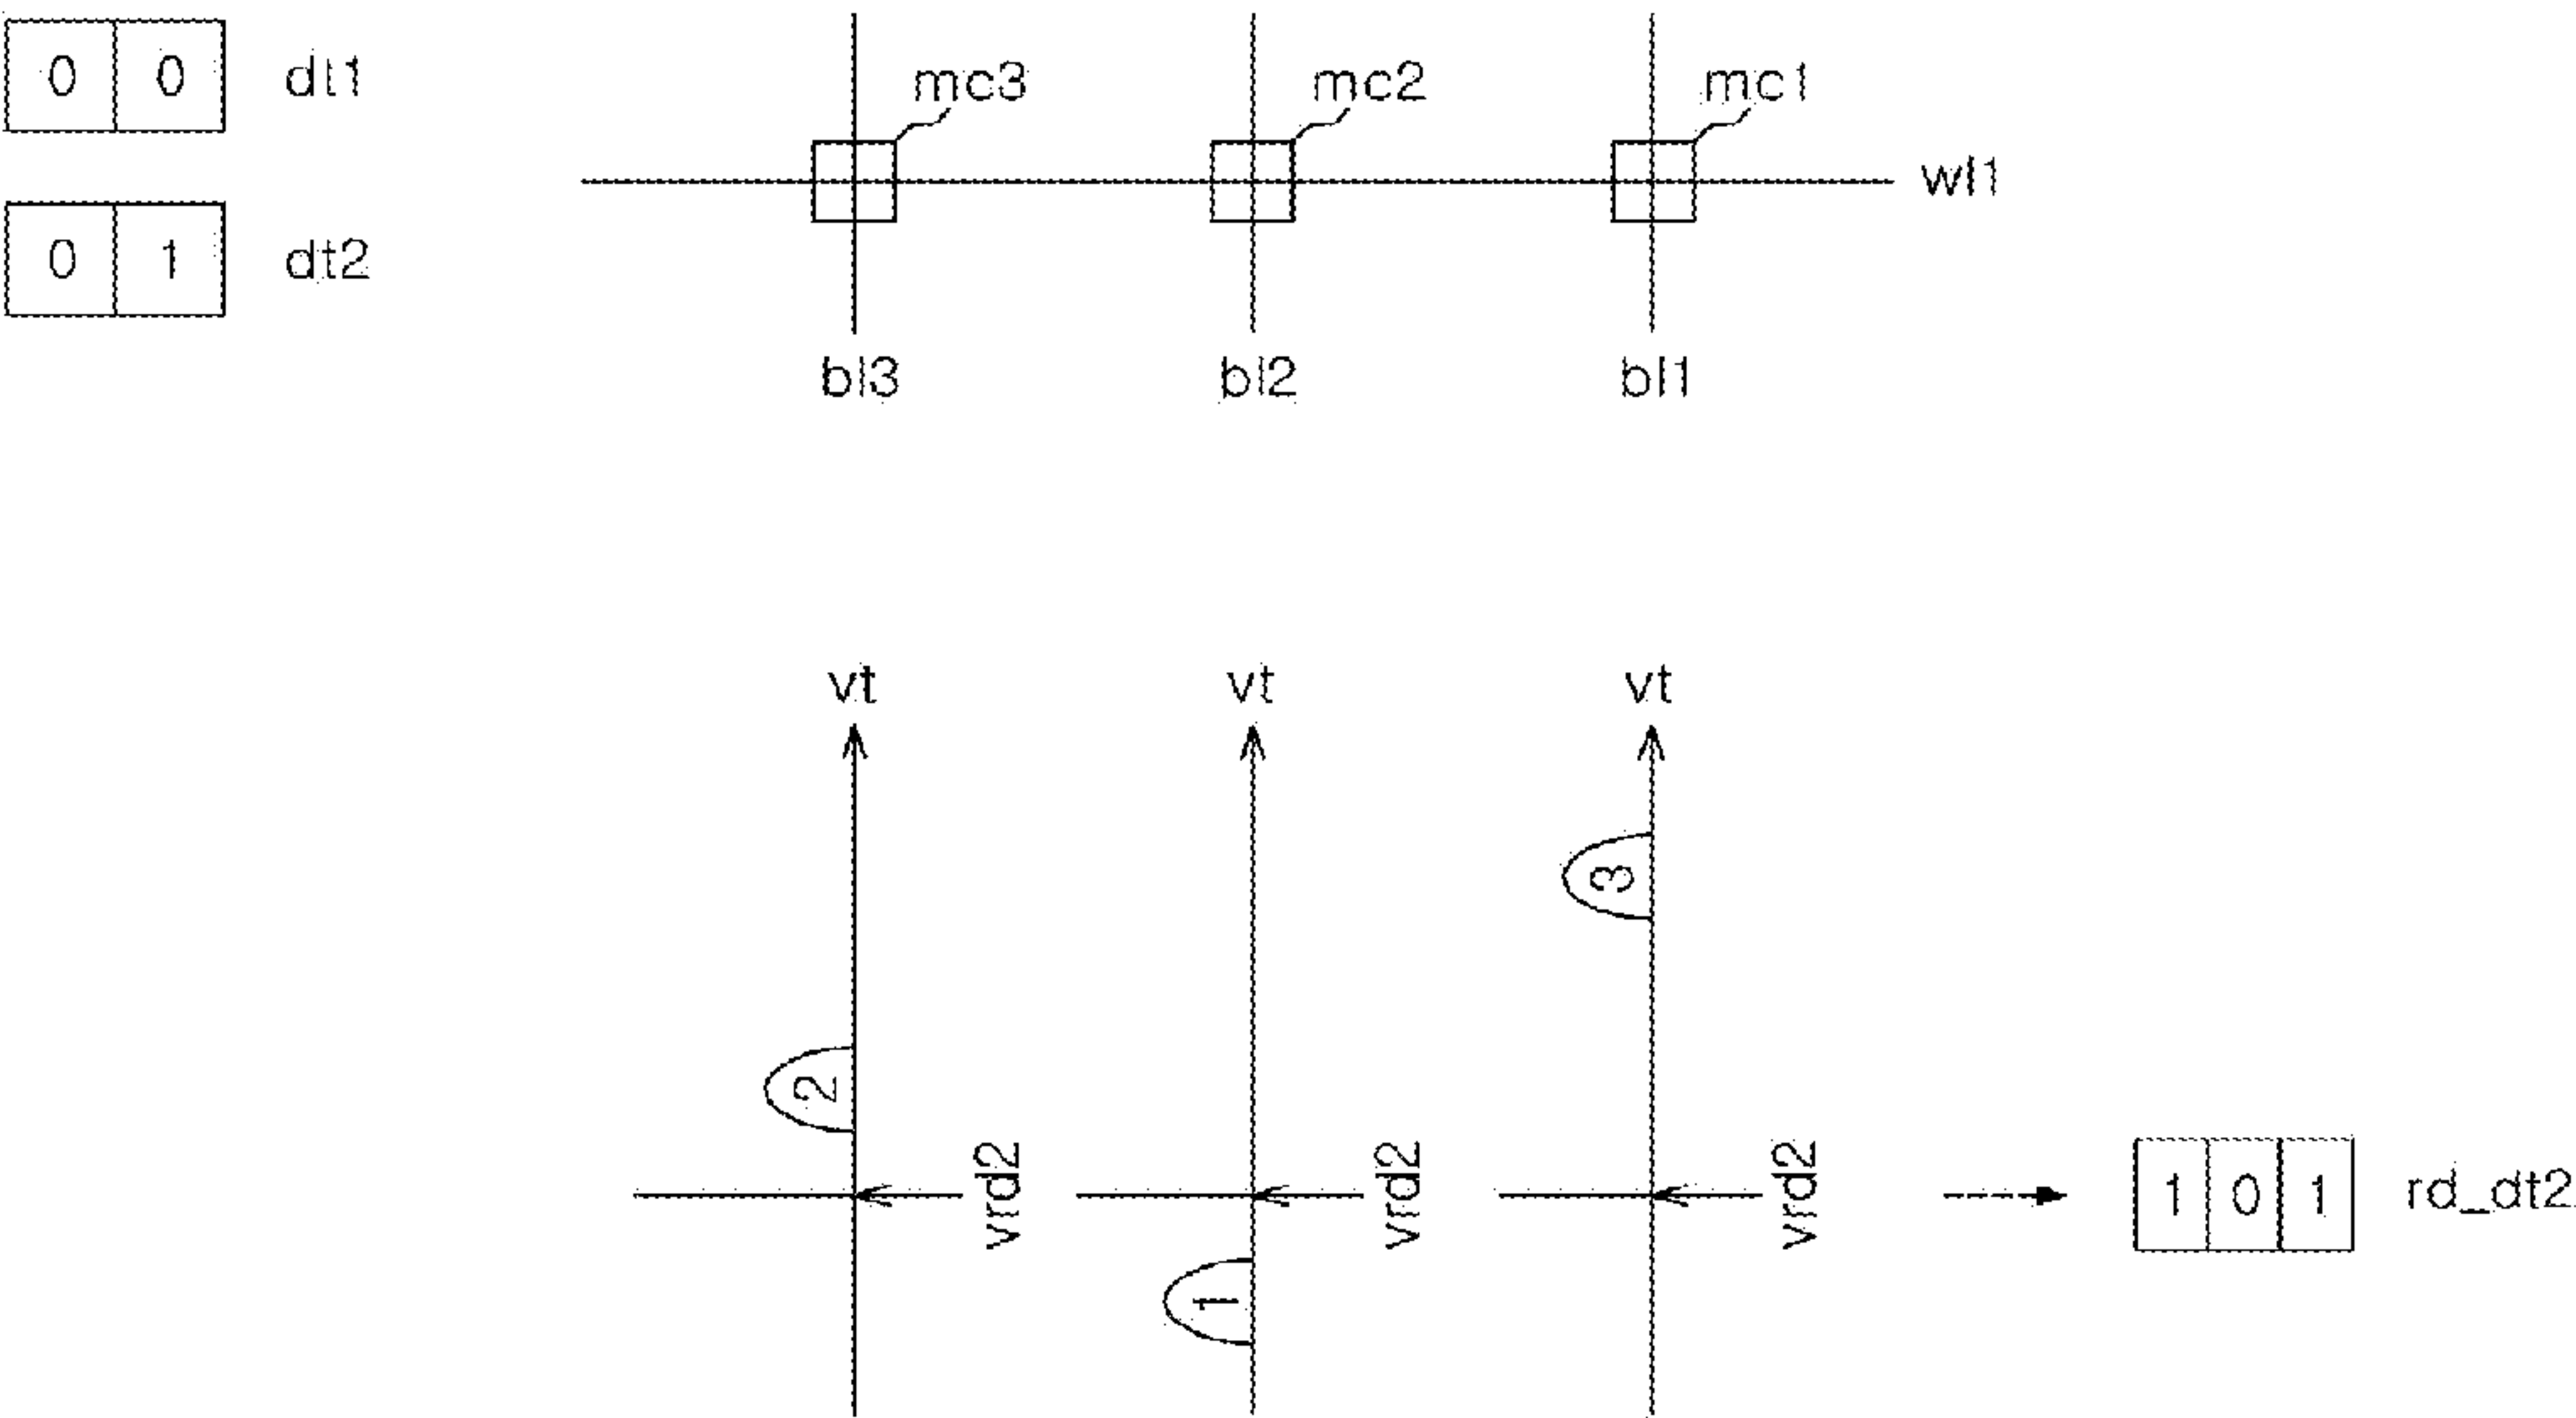 0 0 dt1
mc3 mc2 mc1
wl1
0 1 dt2
bl3 bl2 bl1
vt vt vt
3
2
vrd2 vrd2 vrd2
1 0 1 rd_dt2
1